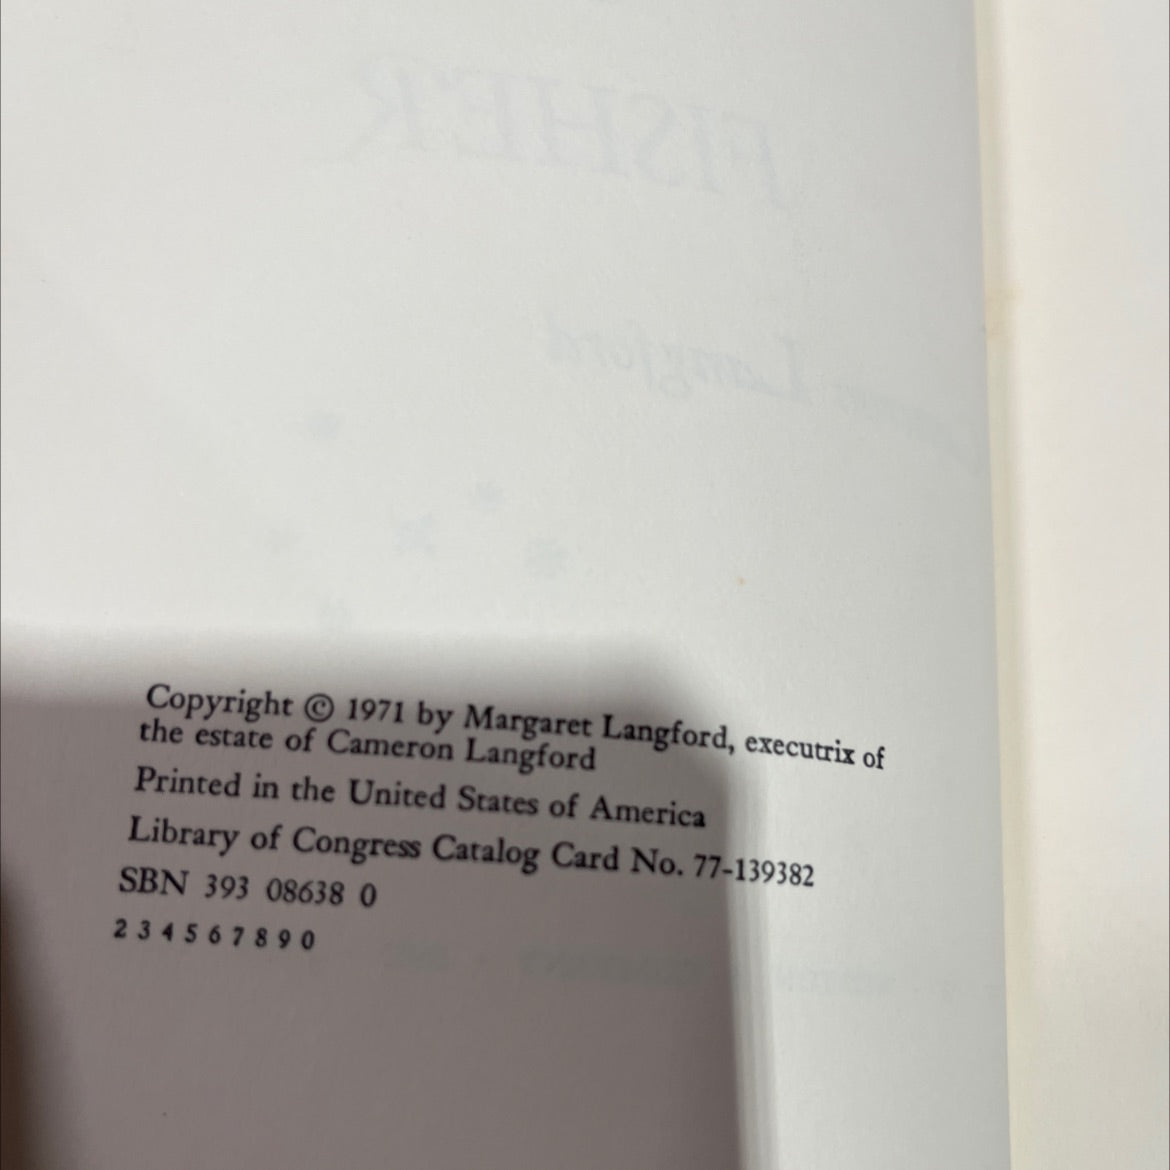 FISHER
Langford
Copyright © 1971 by Margaret Langford, executrix of
the estate of Cameron Langford
Printed in the United States of America
Library of Congress Catalog Card No. 77-139382
SBN 393 08638 0
2 3 4 5 6 7 8 9 0